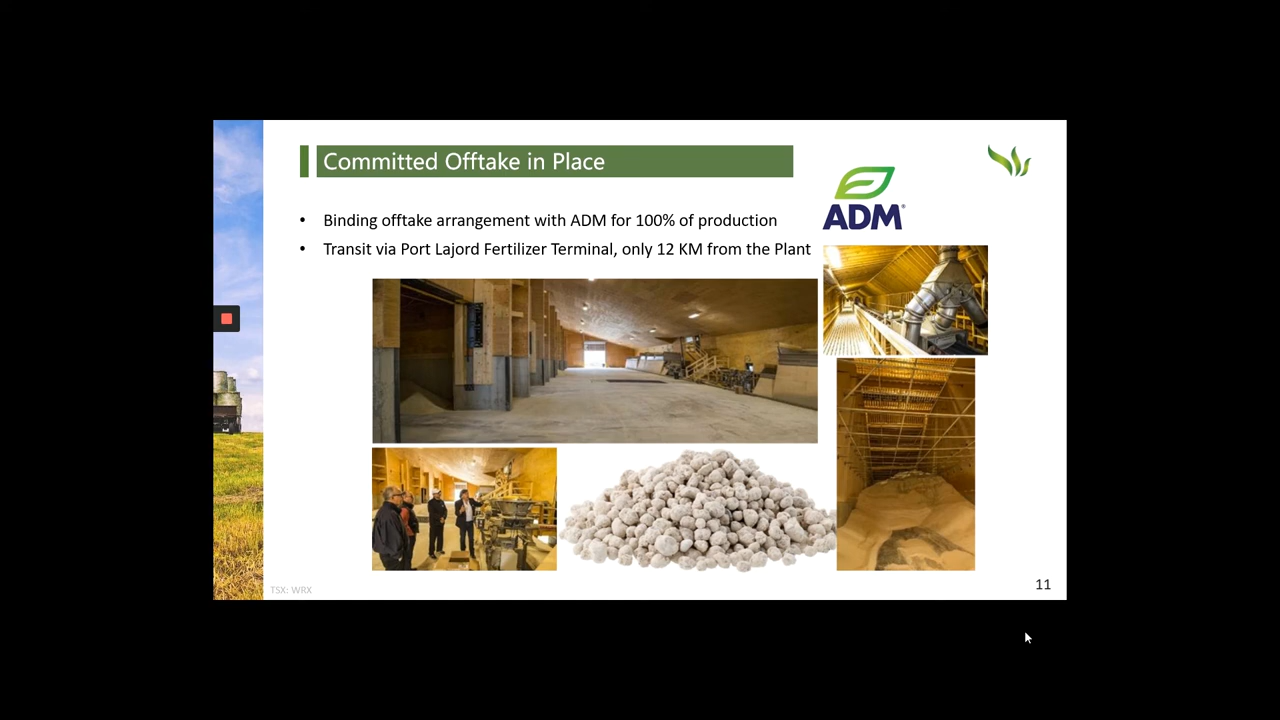 Committed Offtake in Place
ADM®
• Binding offtake arrangement with ADM for 100% of production
• Transit via Port Lajord Fertilizer Terminal, only 12 KM from the Plant
TSX: WRX
11